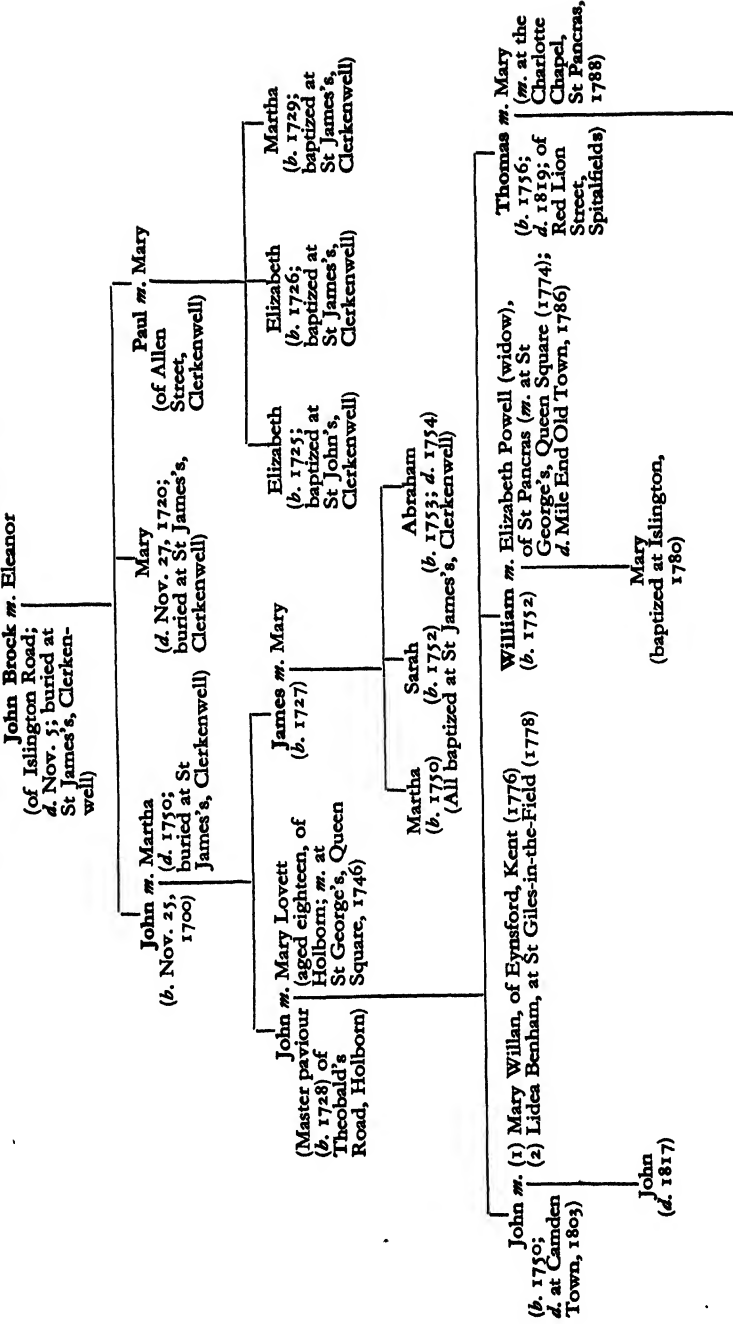 John Brock m. Eleanor
(of Islington Road;
d. Nov. 5; buried at
St James's, Clerken-
well)
John m. Martha
(b. Nov. 25, 1700)
(d. 1750;
buried at St
James's, Clerkenwell)
Mary
(d. Nov. 27, 1720;
buried at St James's,
Clerkenwell)
Paul m. Mary
(of Allen
Street,
Clerkenwell)
John m. Mary Lovett
(Master paviour
(b. 1728) of
Theobald's
Road, Holborn)
(aged eighteen, of
Holborn; m. at
St George's, Queen
Square, 1746)
James m. Mary
(b. 1727)
Elizabeth
(b. 1725;
baptized at
St John's,
Clerkenwell)
Elizabeth
(b. 1726;
baptized at
St James's,
Clerkenwell)
Martha
(b. 1729;
baptized at
St James's,
Clerkenwell)
Martha
(b. 1750)
Sarah
(b. 1752)
Abraham
(b. 1753; d. 1754)
(All baptized at St James's, Clerkenwell)
John m. (1) Mary Willan, of Eynsford, Kent (1776)
(2) Lidea Benham, at St Giles-in-the-Field (1778)
(b. 1750;
d. at Camden
Town, 1803)
William m. Elizabeth Powell (widow),
(b. 1752)
of St Pancras (m. at St
George's, Queen Square (1774);
d. Mile End Old Town, 1786)
Thomas m. Mary
(b. 1756;
d. 1819; of
Red Lion
Street,
Spitalfields)
(m. at the
Charlotte
Chapel,
St Pancras,
1788)
John
(d. 1817)
Mary
(baptized at Islington,
1780)